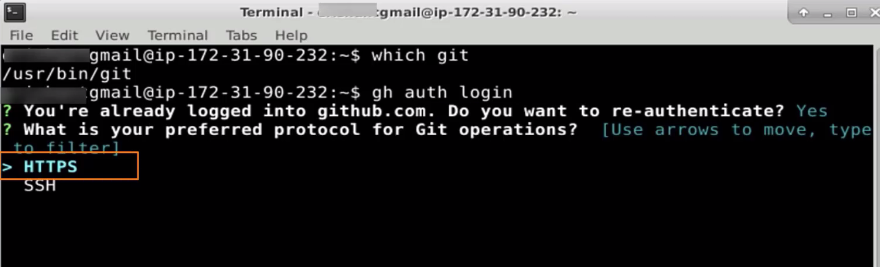 Terminal - gmail@ip-172-31-90-232: ~
File Edit View Terminal Tabs Help
gmail@ip-172-31-90-232:~$ which git
/usr/bin/git
gmail@ip-172-31-90-232:~$ gh auth login
? You're already logged into github.com. Do you want to re-authenticate? Yes
? What is your preferred protocol for Git operations?  [Use arrows to move, type
 to filter]
> HTTPS
  SSH